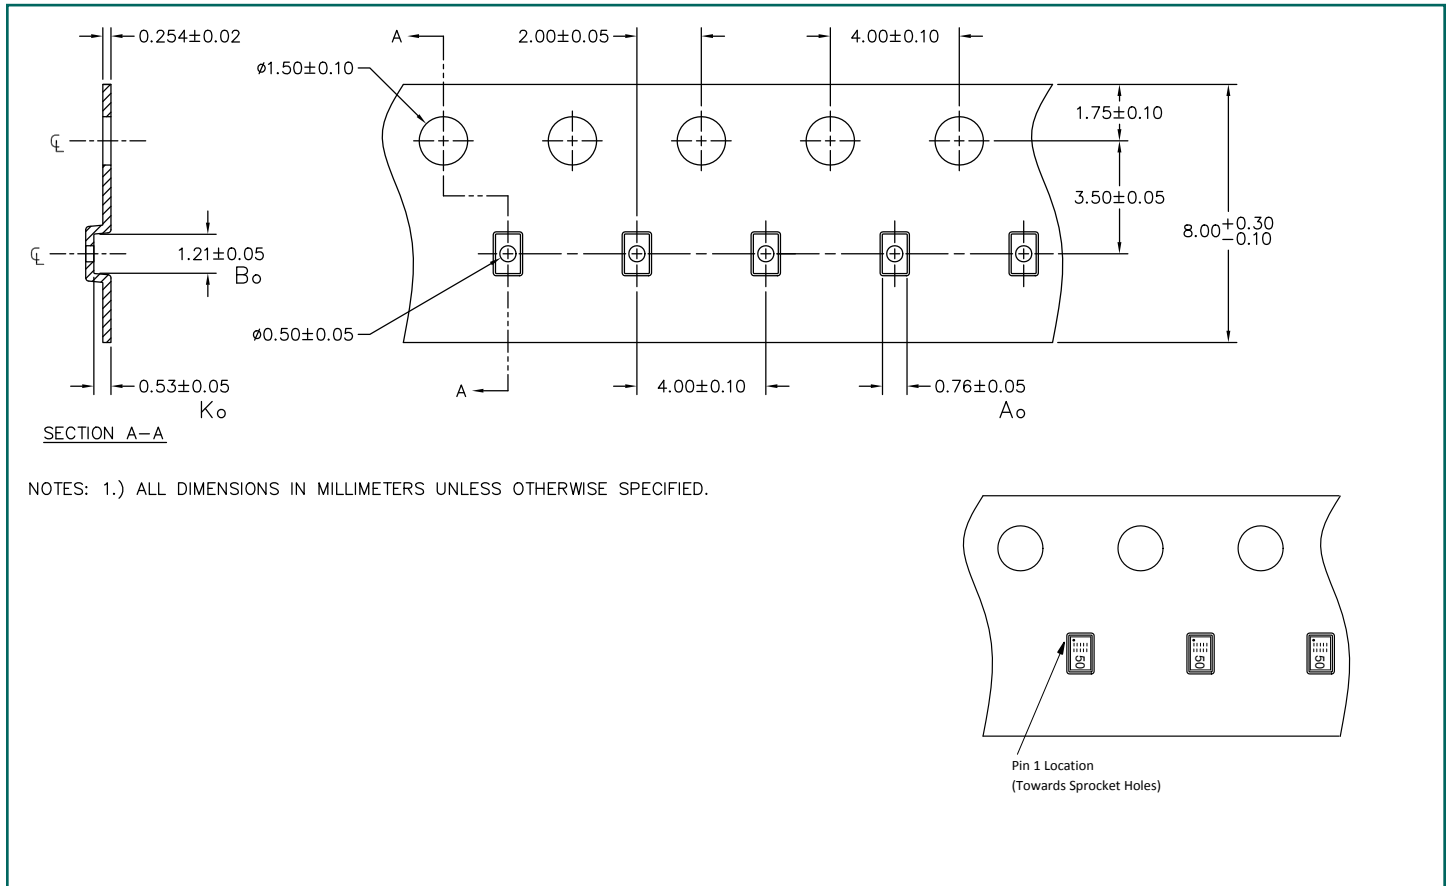 0.254±0.02
A
2.00±0.05
4.00±0.10
ø1.50±0.10
1.75±0.10
℄
3.50±0.05
8.00+0.30
−0.10
1.21±0.05
℄
Bo
ø0.50±0.05
0.53±0.05
A
4.00±0.10
0.76±0.05
Ko
Ao
SECTION A-A
NOTES: 1.) ALL DIMENSIONS IN MILLIMETERS UNLESS OTHERWISE SPECIFIED.
50
50
50
Pin 1 Location
(Towards Sprocket Holes)